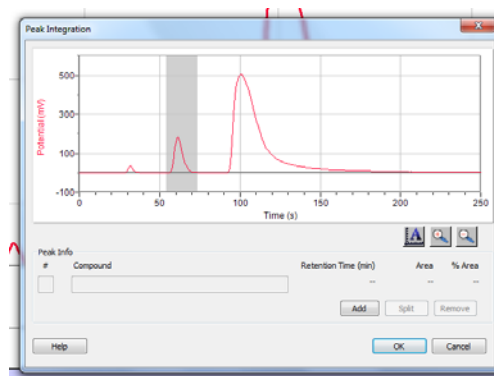 Peak Integration
500
300
100
-100
Potential (mV)
0 50 100 150 200 250
Time (s)
A
Peak Info
# Compound Retention Time (min) Area % Area
-- -- --
Add Split Remove
Help OK Cancel